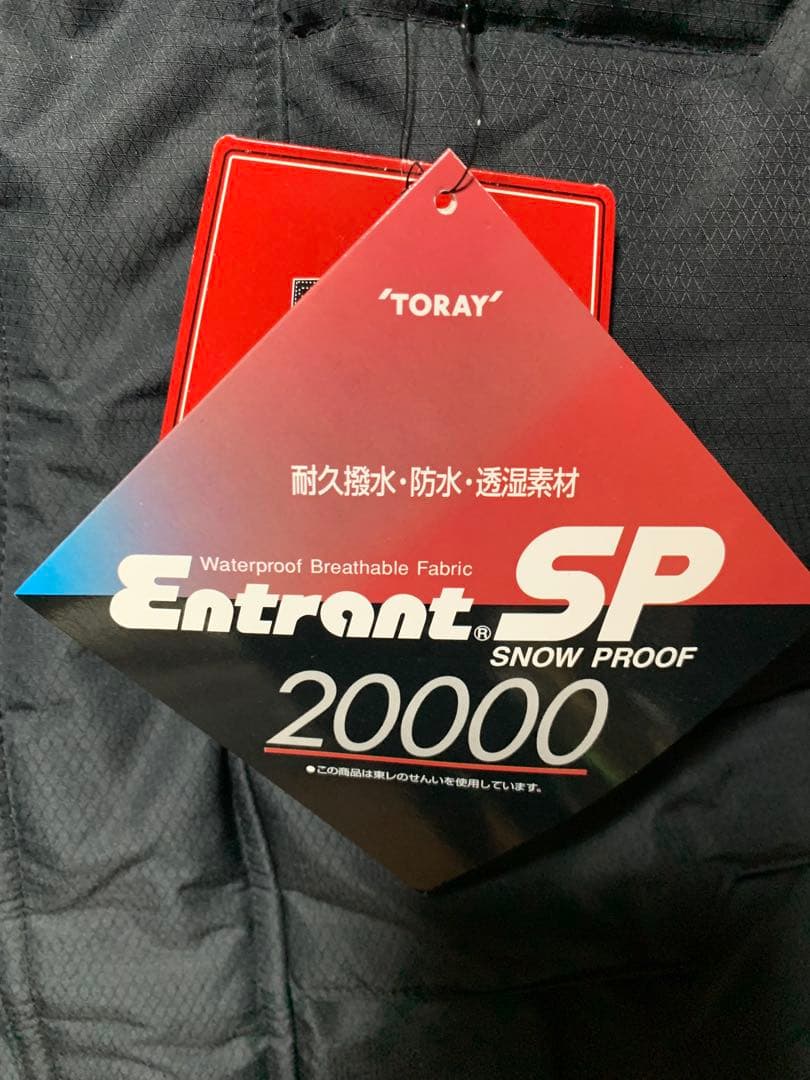 'TORAY'
耐久撥水・防水・透湿素材
Waterproof Breathable Fabric
Entrant® SP
SNOW PROOF
20000
●この商品は東レのせんいを使用しています。